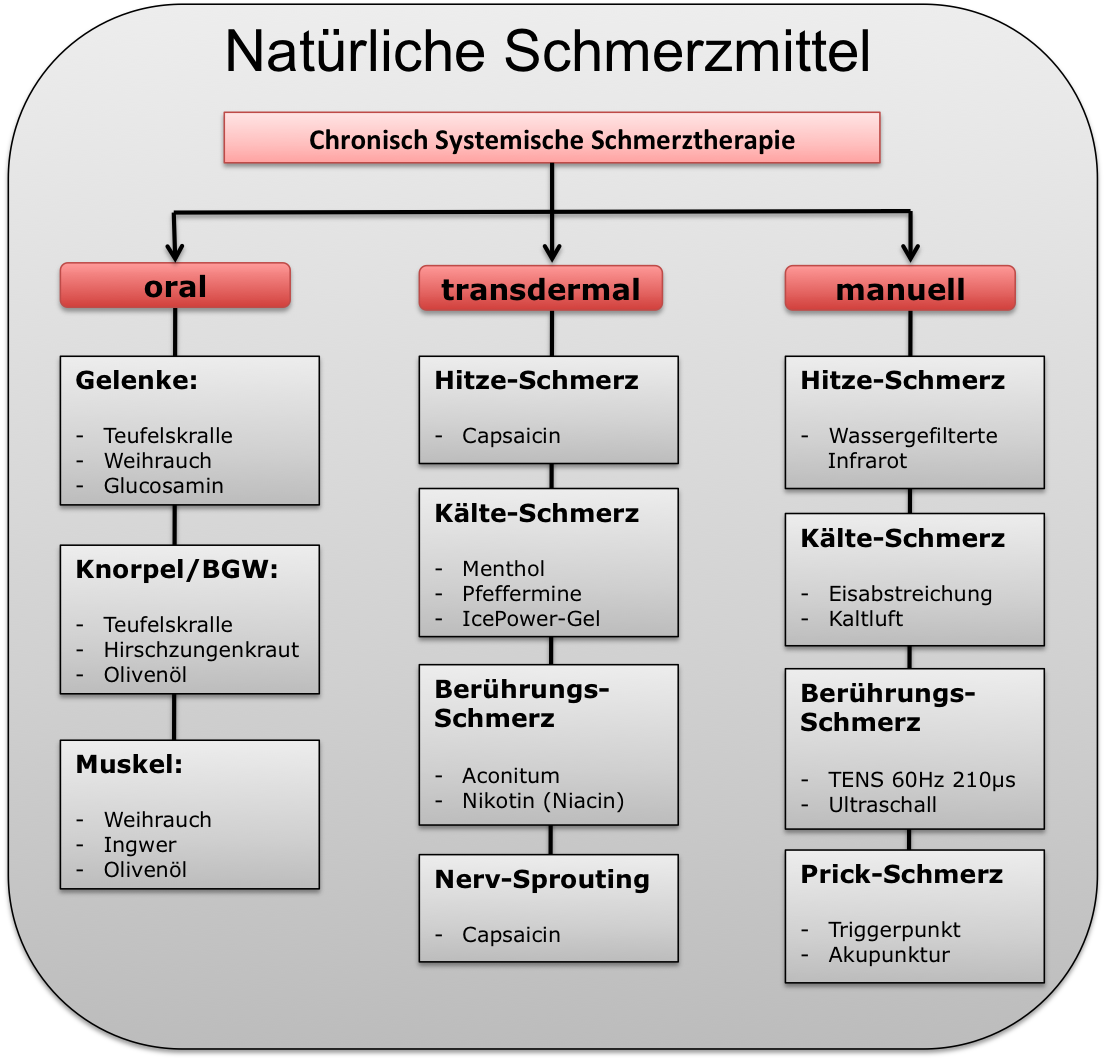 Natürliche Schmerzmittel
Chronisch Systemische Schmerztherapie
oral
Gelenke:
- Teufelskralle
- Weihrauch
- Glucosamin
Knorpel/BGW:
- Teufelskralle
- Hirschzungenkraut
- Olivenöl
Muskel:
- Weihrauch
- Ingwer
- Olivenöl
transdermal
Hitze-Schmerz
- Capsaicin
Kälte-Schmerz
- Menthol
- Pfeffermine
- IcePower-Gel
Berührungs-
Schmerz
- Aconitum
- Nikotin (Niacin)
Nerv-Sprouting
- Capsaicin
manuell
Hitze-Schmerz
- Wassergefilterte
Infrarot
Kälte-Schmerz
- Eisabstreichung
- Kaltluft
Berührungs-
Schmerz
- TENS 60Hz 210µs
- Ultraschall
Prick-Schmerz
- Triggerpunkt
- Akupunktur